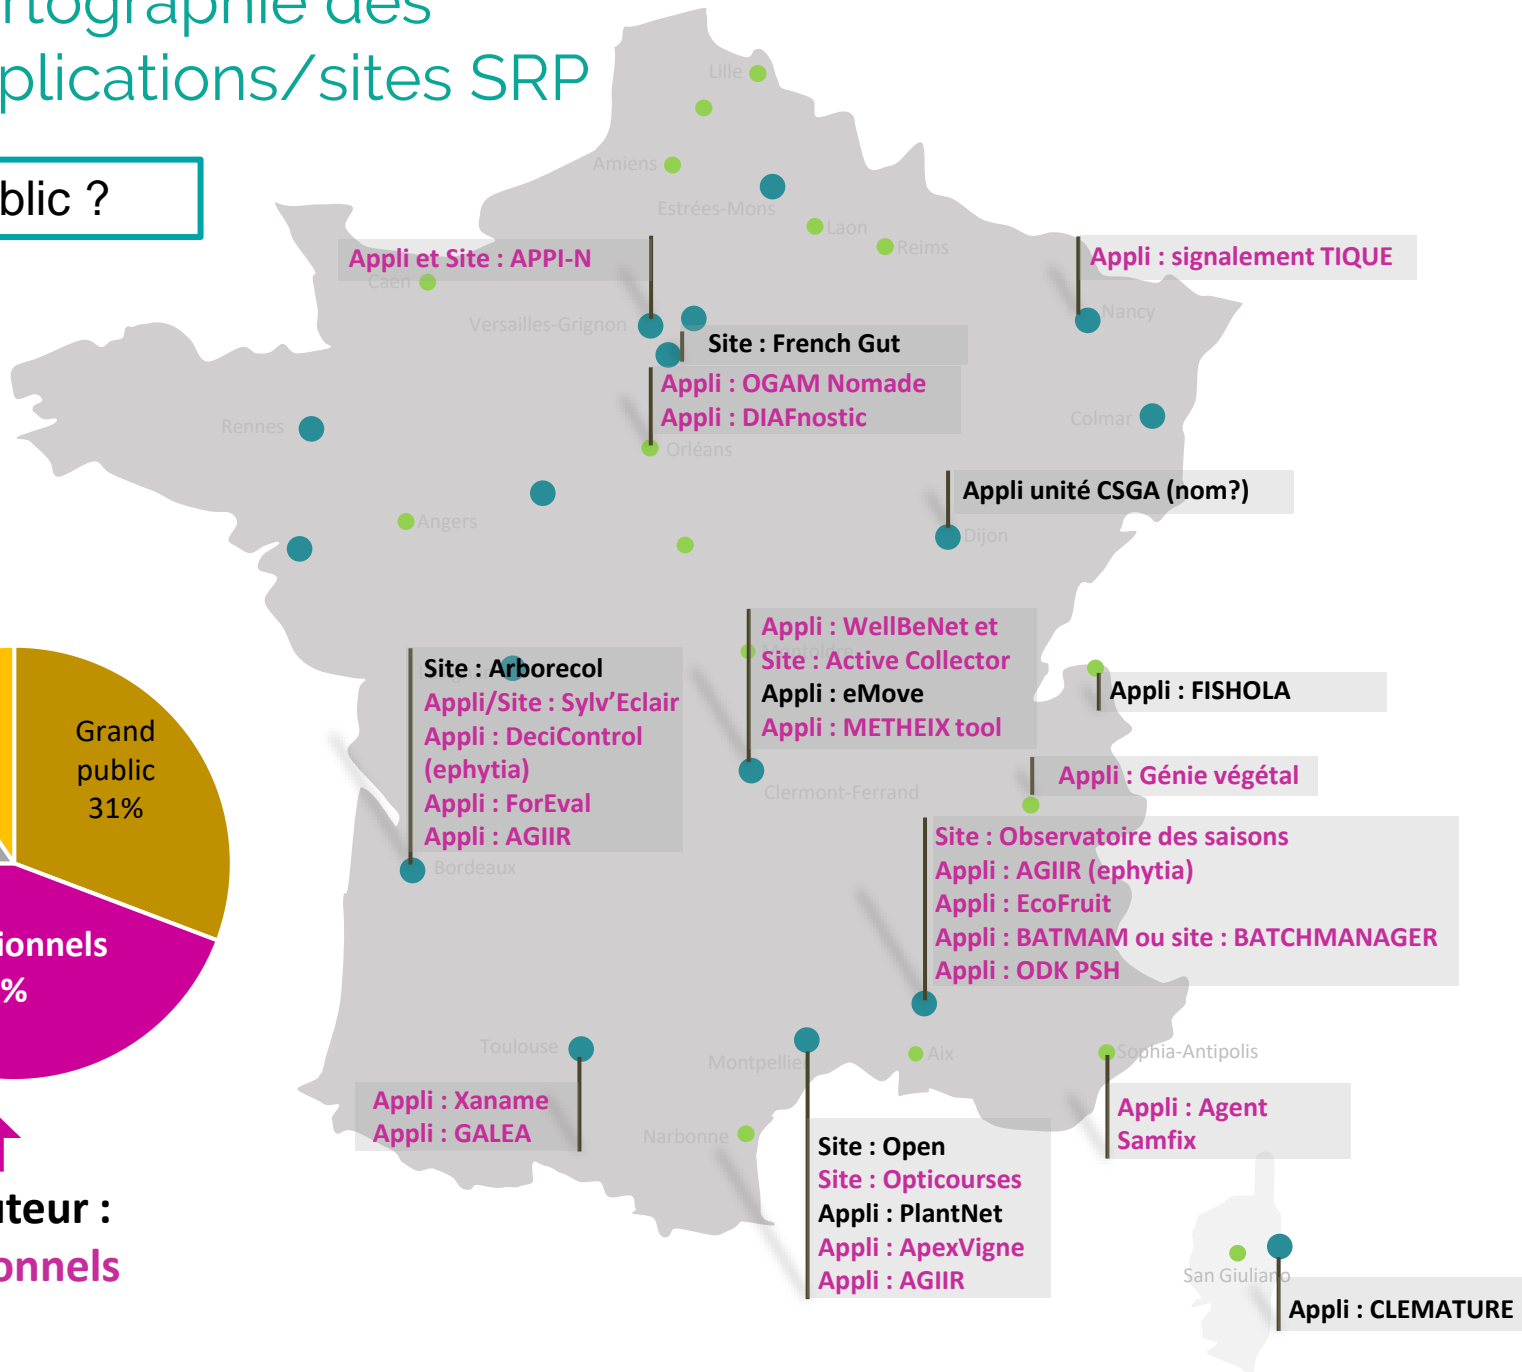 rtographie des
plications/sites SRP
blic ?
Lille
Amiens
Estrées-Mons
Laon
Reims
Appli et Site : APPI-N
Caen
Versailles-Grignon
Appli : signalement TIQUE
Nancy
Site : French Gut
Appli : OGAM Nomade
Appli : DIAFnostic
Orléans
Rennes
Colmar
Angers
Appli unité CSGA (nom?)
Dijon
Appli : WellBeNet et
Site : Active Collector
Appli : eMove
Appli : METHEIX tool
Clermont-Ferrand
Site : Arborecol
Appli/Site : Sylv’Eclair
Appli : DeciControl
(ephytia)
Appli : ForEval
Appli : AGIIR
Bordeaux
Appli : FISHOLA
Appli : Génie végétal
Grand
public
31%
ionnels
%
Site : Observatoire des saisons
Appli : AGIIR (ephytia)
Appli : EcoFruit
Appli : BATMAM ou site : BATCHMANAGER
Appli : ODK PSH
Toulouse
Montpellier
Aix
Sophia-Antipolis
Appli : Xaname
Appli : GALEA
Narbonne
Site : Open
Site : Opticourses
Appli : PlantNet
Appli : ApexVigne
Appli : AGIIR
Appli : Agent
Samfix
uteur :
onnels
San Giuliano
Appli : CLEMATURE